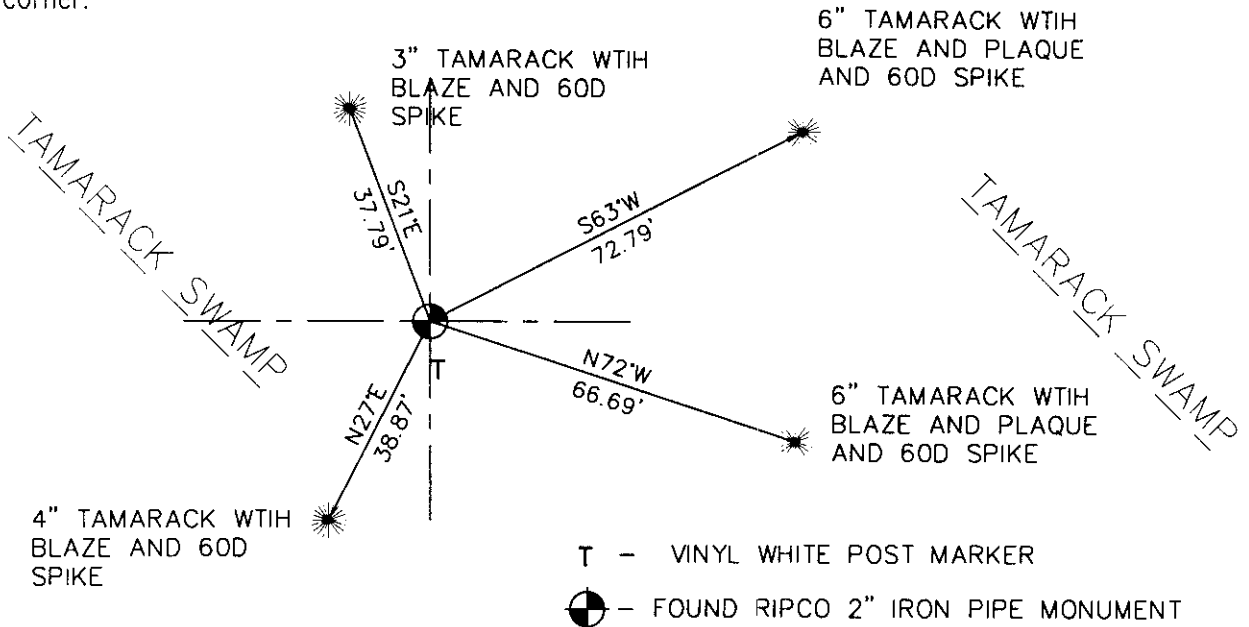 corner.
6" TAMARACK WTIH
BLAZE AND PLAQUE
AND 60D SPIKE
3" TAMARACK WTIH
BLAZE AND 60D
SPIKE
TAMARACK SWAMP
S21°E
37.79'
S63°W
72.79'
TAMARACK SWAMP
T
N72°W
66.69'
N27°E
38.87'
6" TAMARACK WTIH
BLAZE AND PLAQUE
AND 60D SPIKE
4" TAMARACK WTIH
BLAZE AND 60D
SPIKE
T - VINYL WHITE POST MARKER
- FOUND RIPCO 2" IRON PIPE MONUMENT